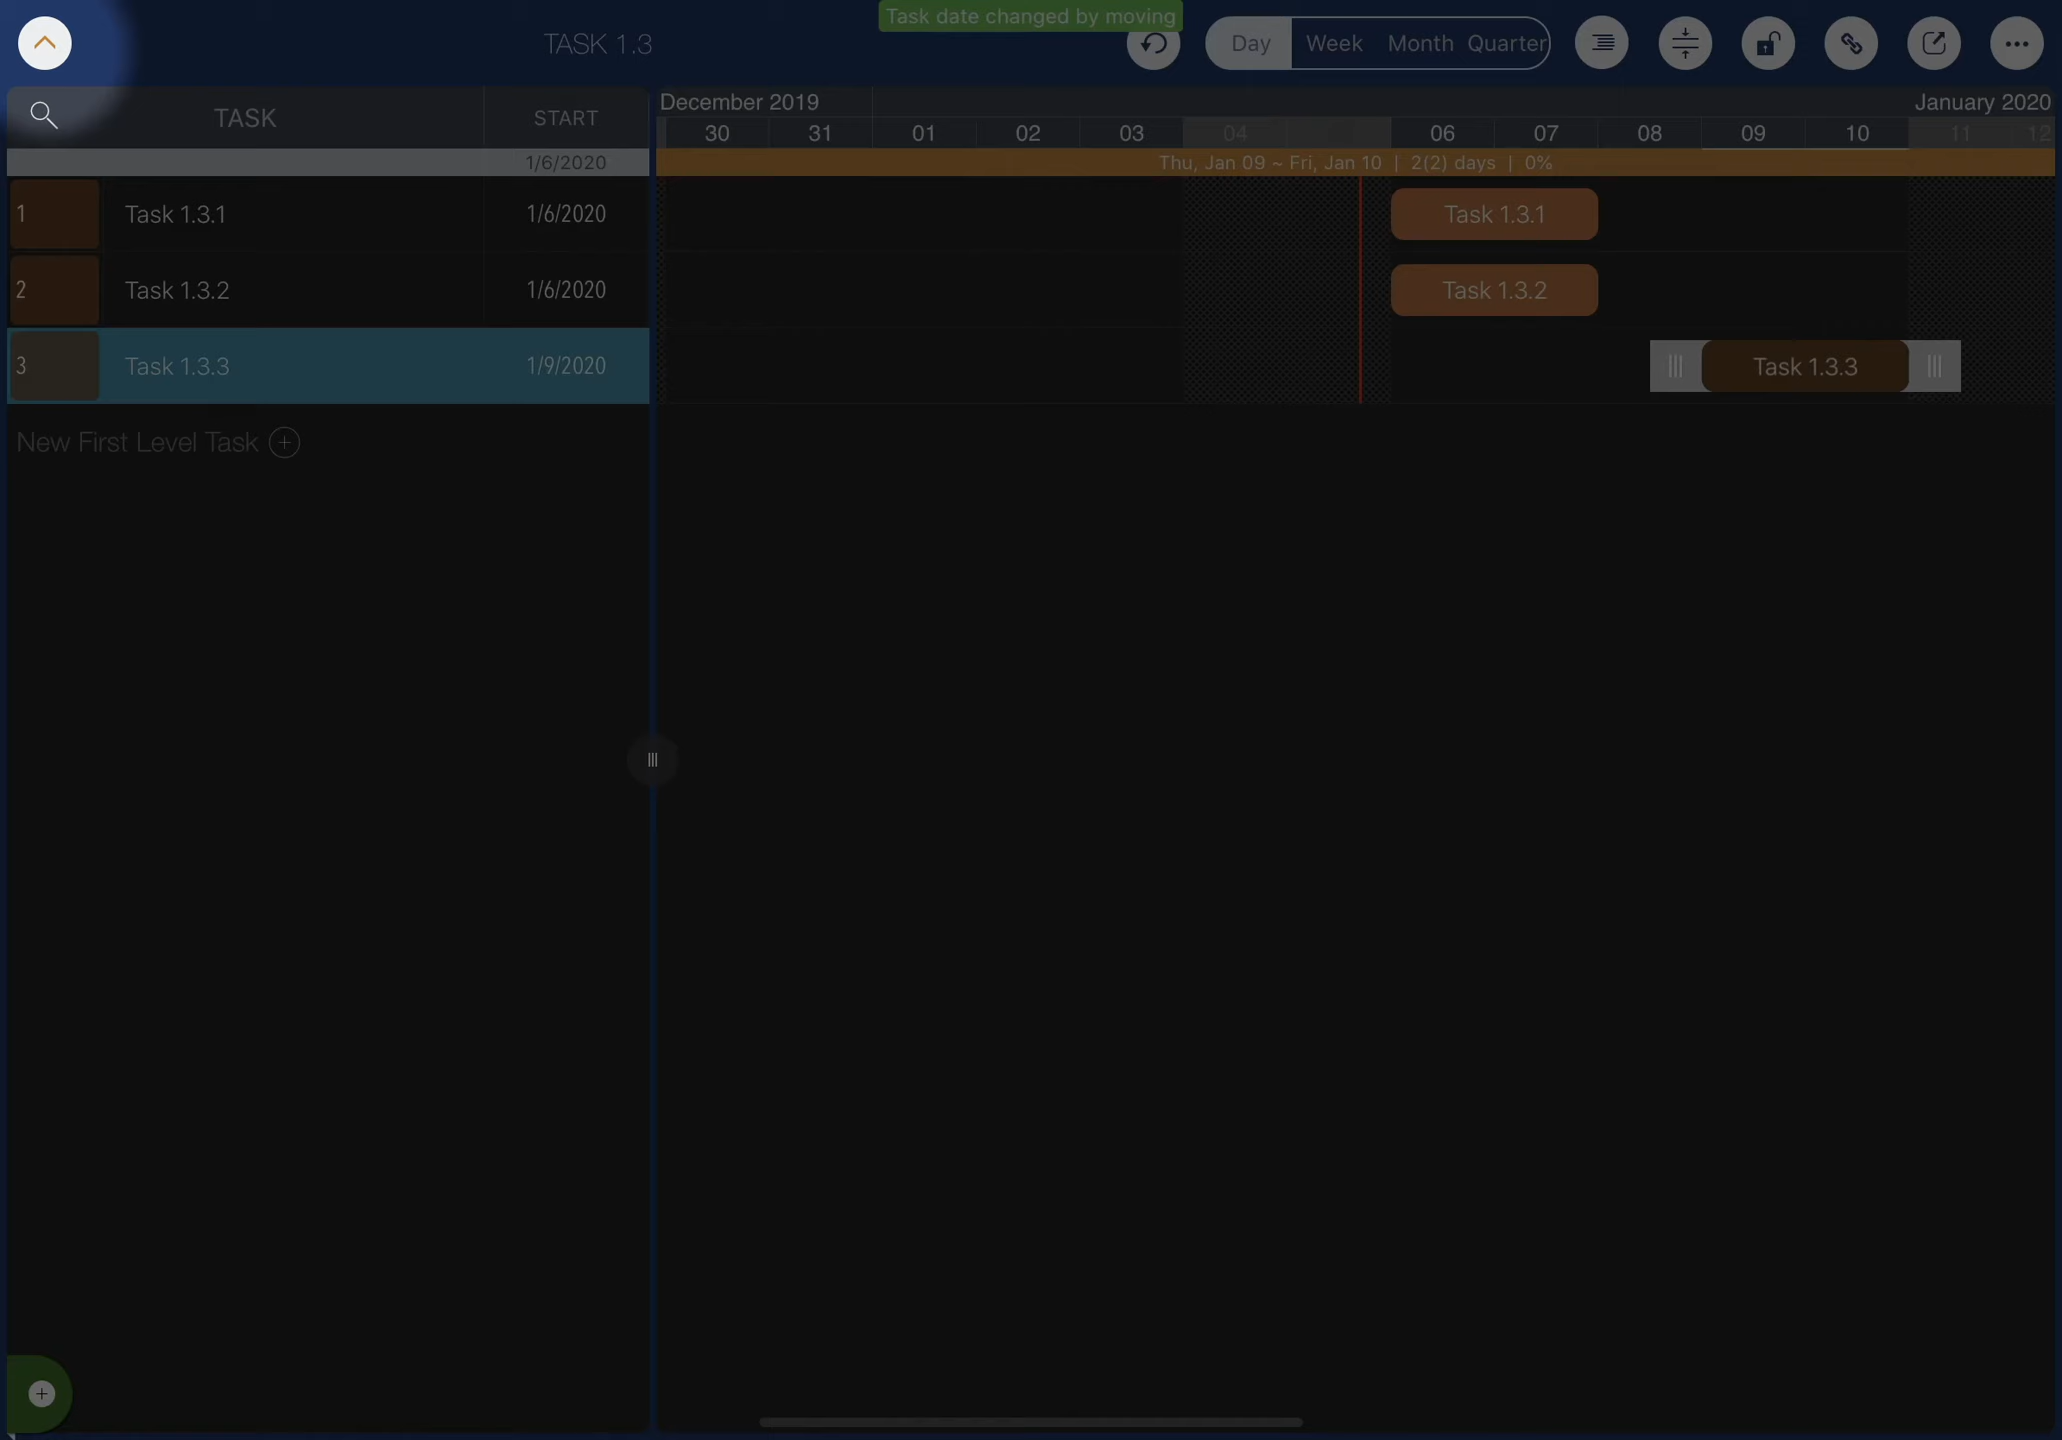 Task date changed by moving
TASK 1.3
Day Week Month Quarter
TASK START
December 2019 January 2020
30 31 01 02 03 04 06 07 08 09 10 11 12
1/6/2020
Thu, Jan 09 ~ Fri, Jan 10 | 2(2) days | 0%
1 Task 1.3.1 1/6/2020 Task 1.3.1
2 Task 1.3.2 1/6/2020 Task 1.3.2
3 Task 1.3.3 1/9/2020 Task 1.3.3
New First Level Task